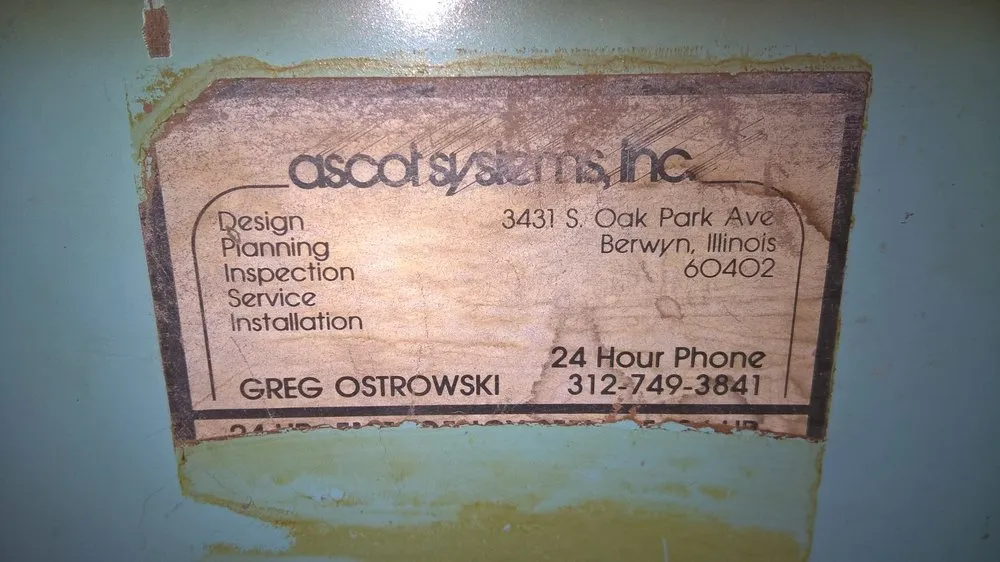 ascot systems, Inc.
Design
Planning
Inspection
Service
Installation
3431 S. Oak Park Ave
Berwyn, Illinois
60402
24 Hour Phone
GREG OSTROWSKI 312-749-3841